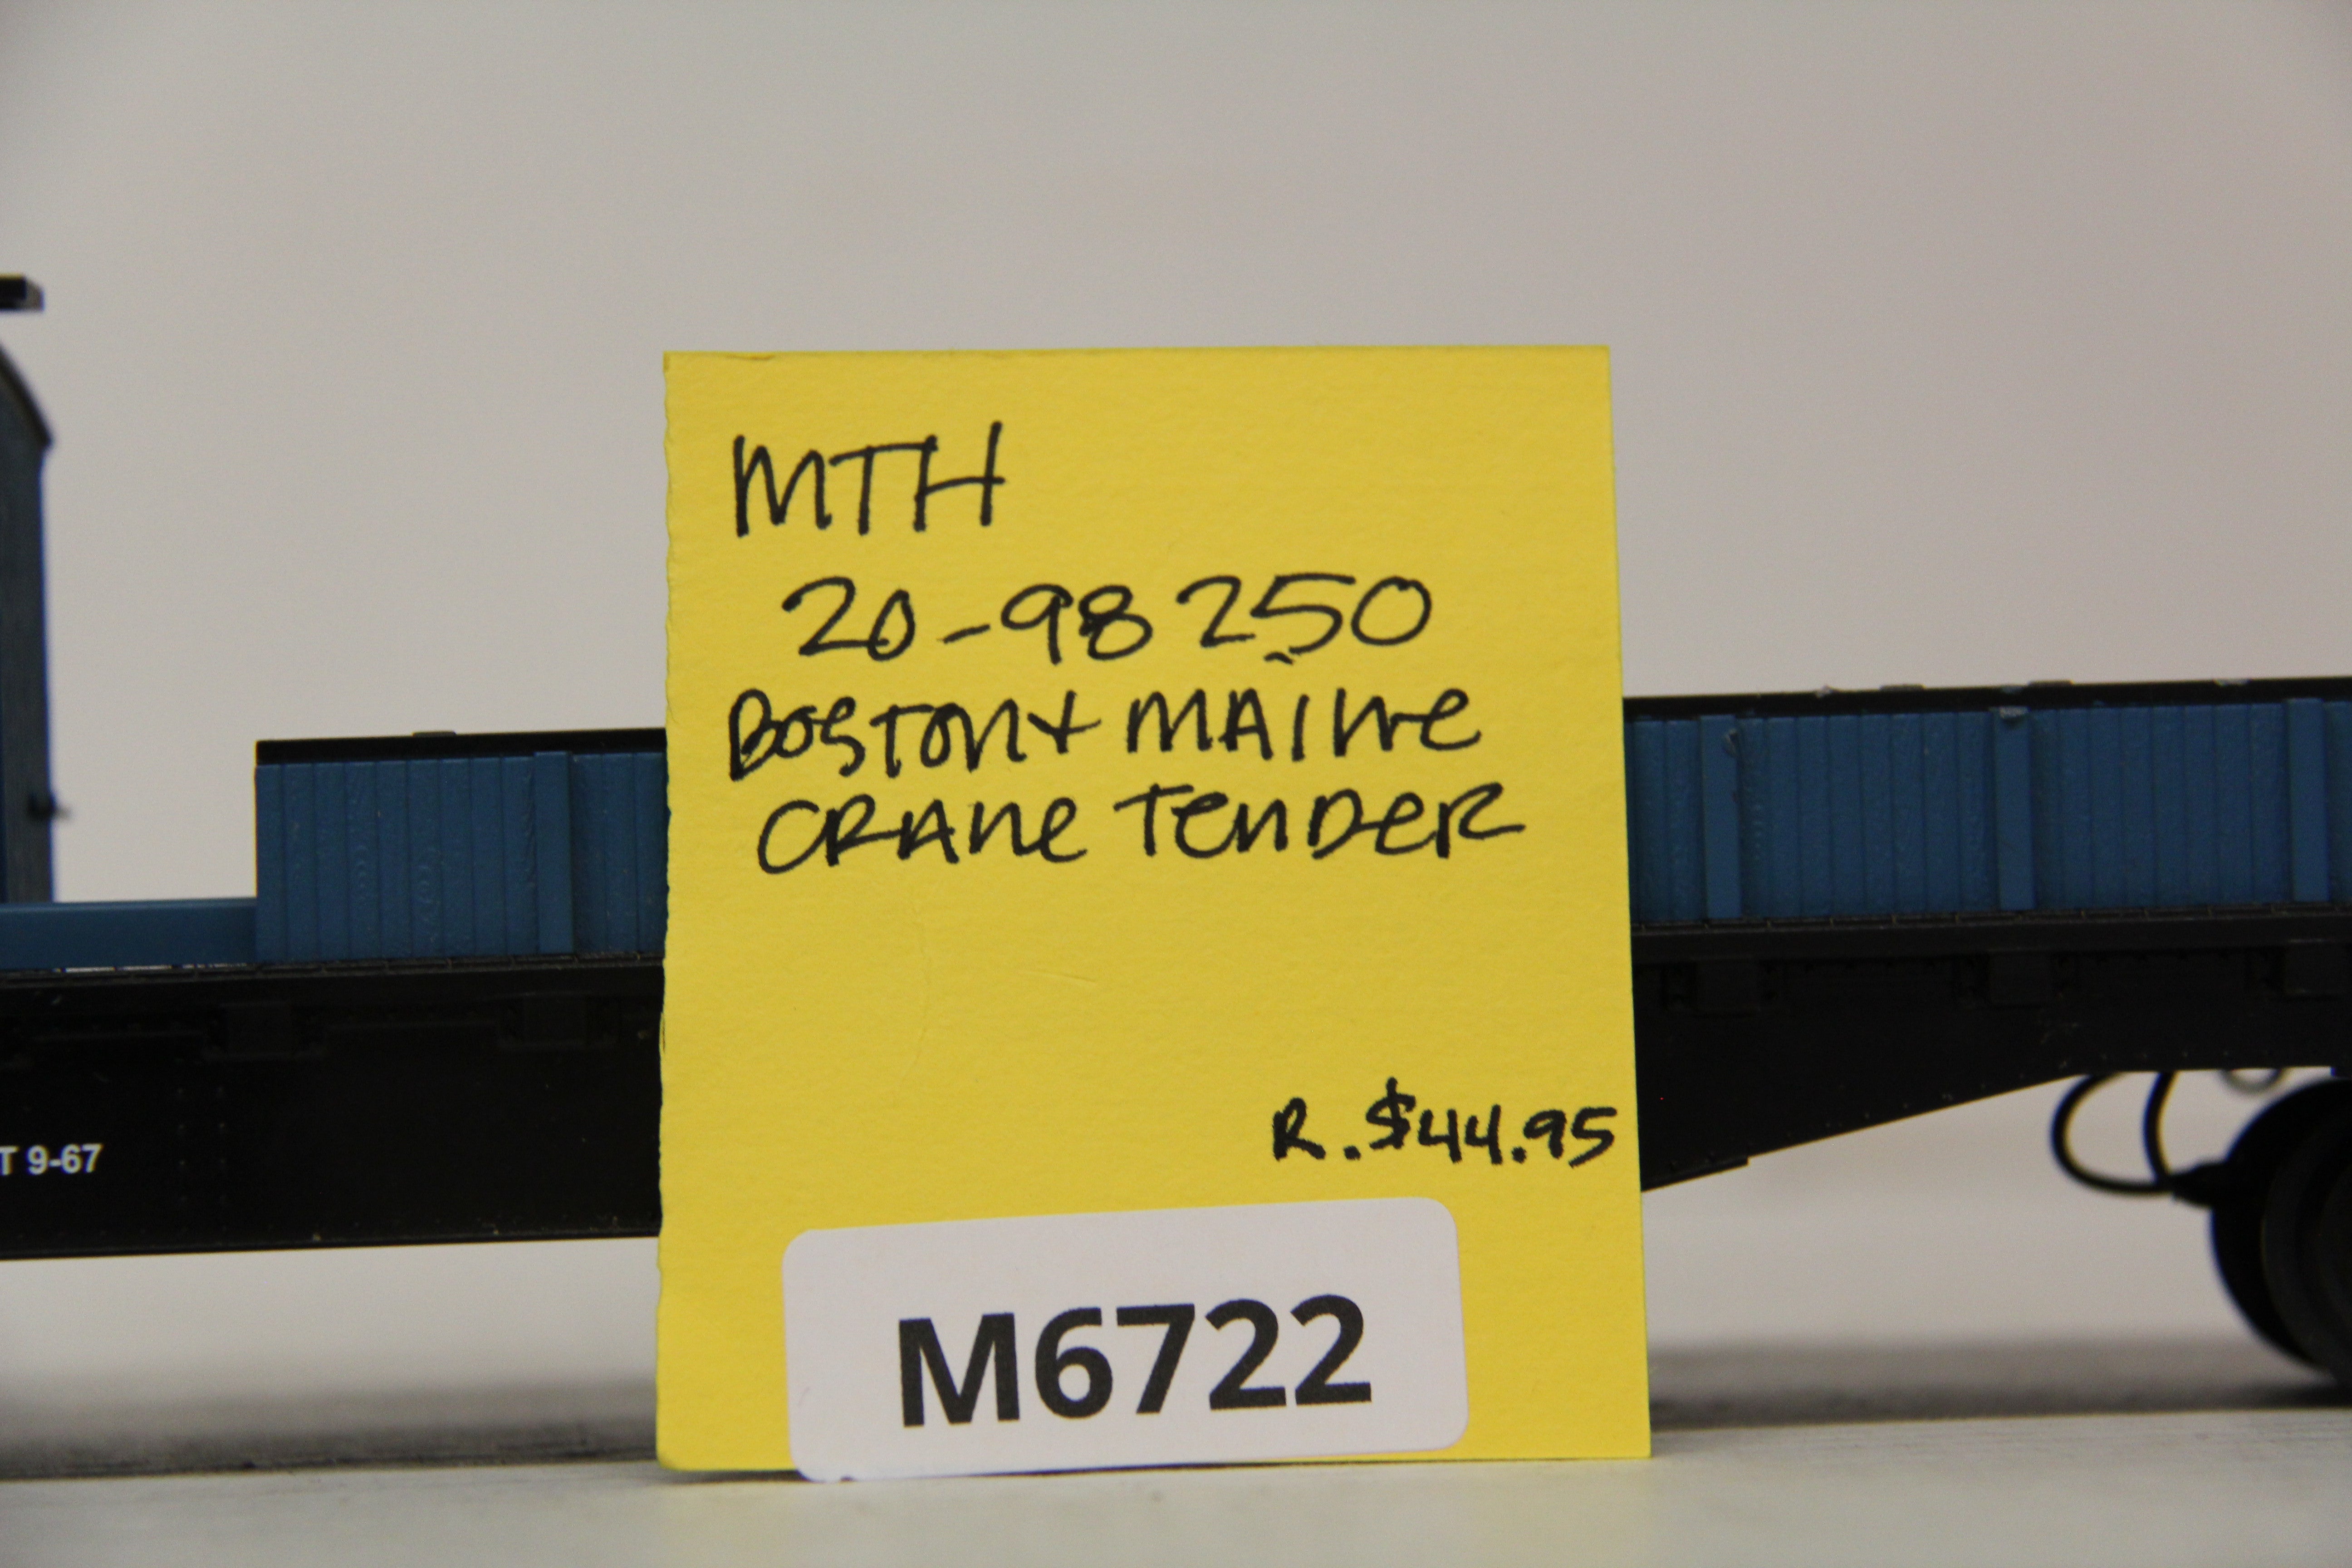 MTH
20-98250
BOSTON + MAINE
CRANE TENDER
R. $44.95
T 9-67
M6722